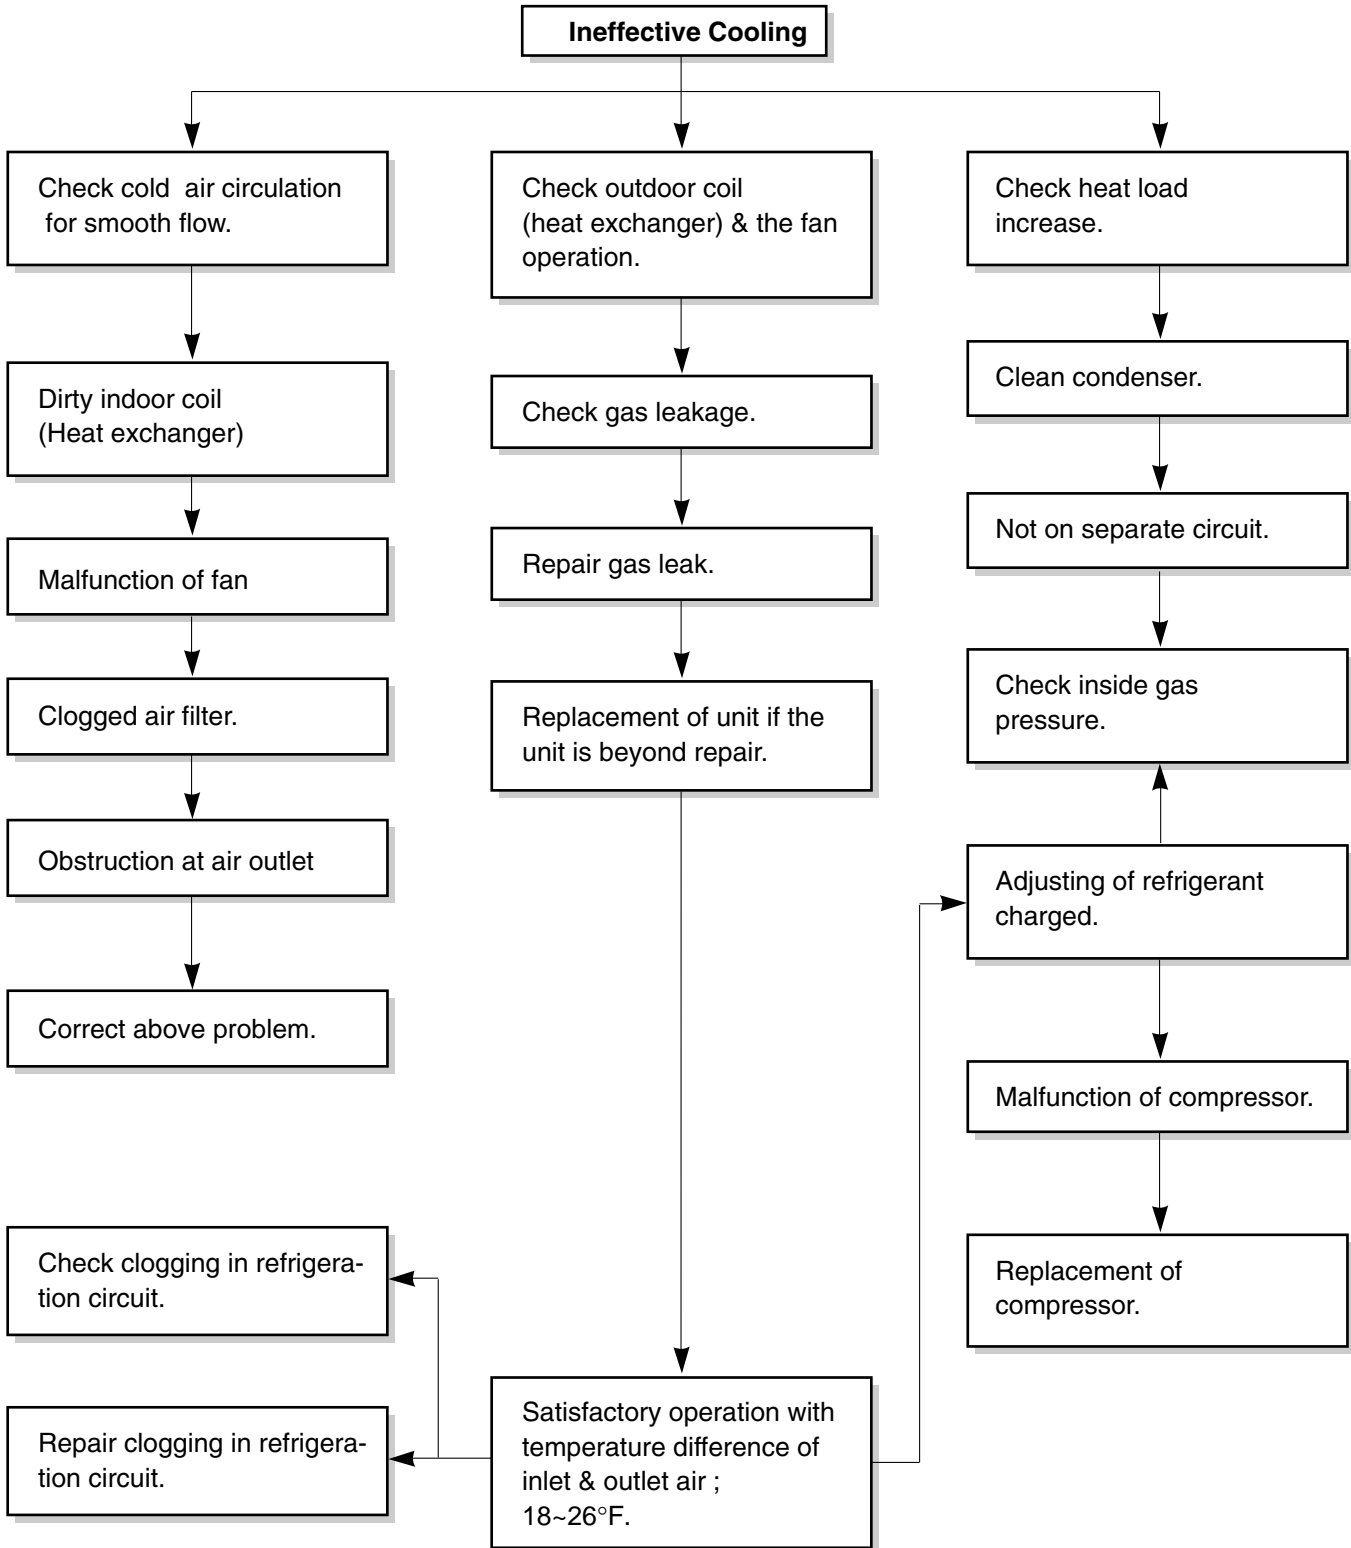 Ineffective Cooling
Check cold air circulation
for smooth flow.
Dirty indoor coil
(Heat exchanger)
Malfunction of fan
Clogged air filter.
Obstruction at air outlet
Correct above problem.
Check clogging in refrigera-
tion circuit.
Repair clogging in refrigera-
tion circuit.
Check outdoor coil
(heat exchanger) & the fan
operation.
Check gas leakage.
Repair gas leak.
Replacement of unit if the
unit is beyond repair.
Satisfactory operation with
temperature difference of
inlet & outlet air ;
18~26°F.
Check heat load
increase.
Clean condenser.
Not on separate circuit.
Check inside gas
pressure.
Adjusting of refrigerant
charged.
Malfunction of compressor.
Replacement of
compressor.